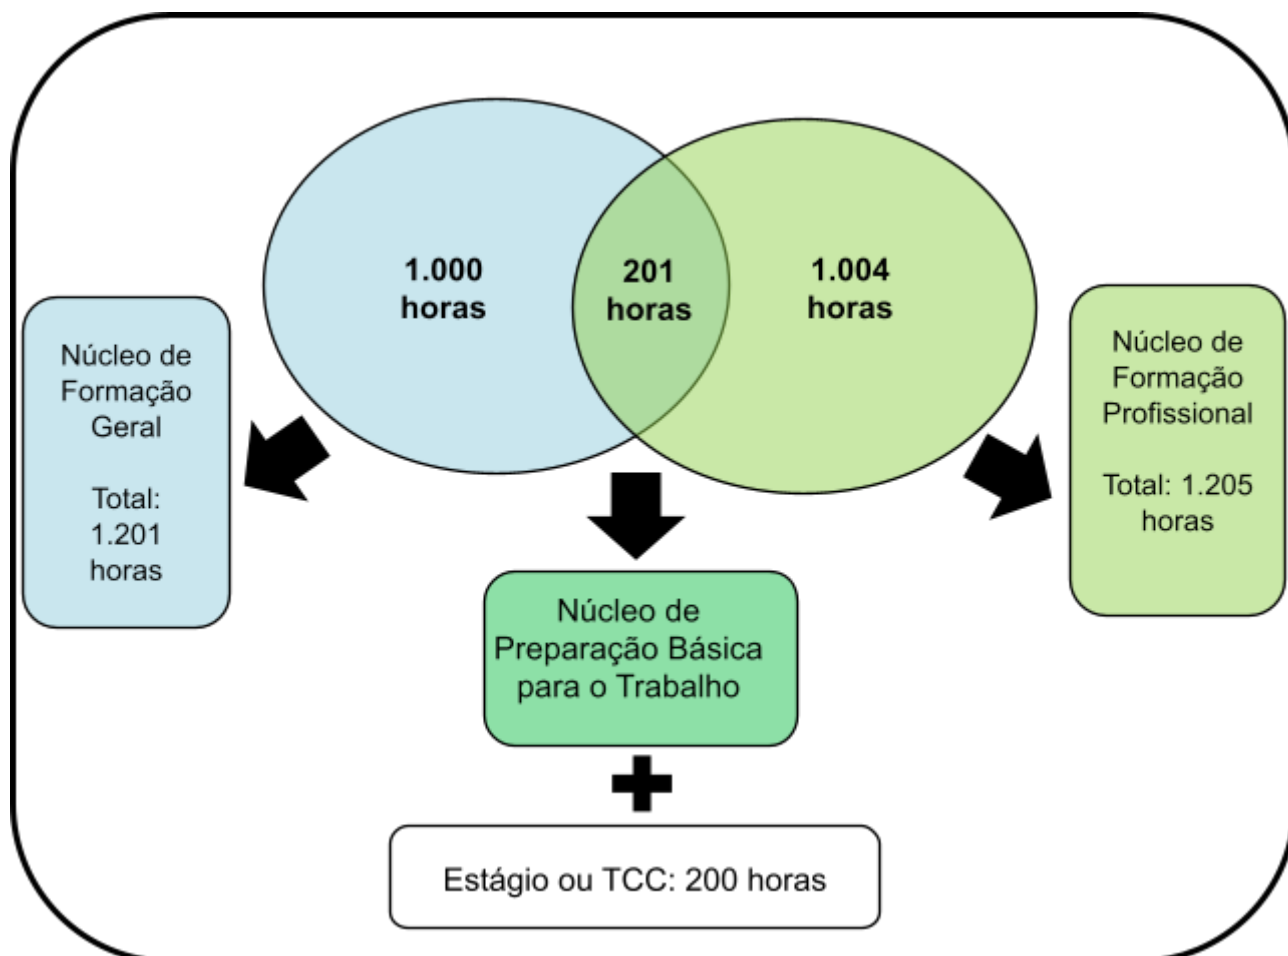 1.000
horas
201
horas
1.004
horas
Núcleo de
Formação
Geral
Total:
1.201
horas
Núcleo de
Formação
Profissional
Total: 1.205
horas
Núcleo de
Preparação Básica
para o Trabalho
Estágio ou TCC: 200 horas